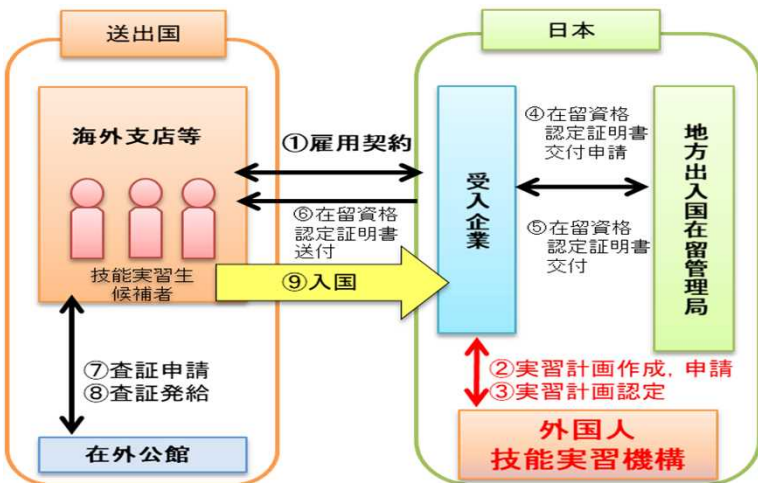 送出国
日本
海外支店等
技能実習生
候補者
①雇用契約
⑥在留資格
認定証明書
送付
⑨入国
受入企業
④在留資格
認定証明書
交付申請
⑤在留資格
認定証明書
交付
地方出入国在留管理局
⑦査証申請
⑧査証発給
在外公館
②実習計画作成，申請
③実習計画認定
外国人
技能実習機構